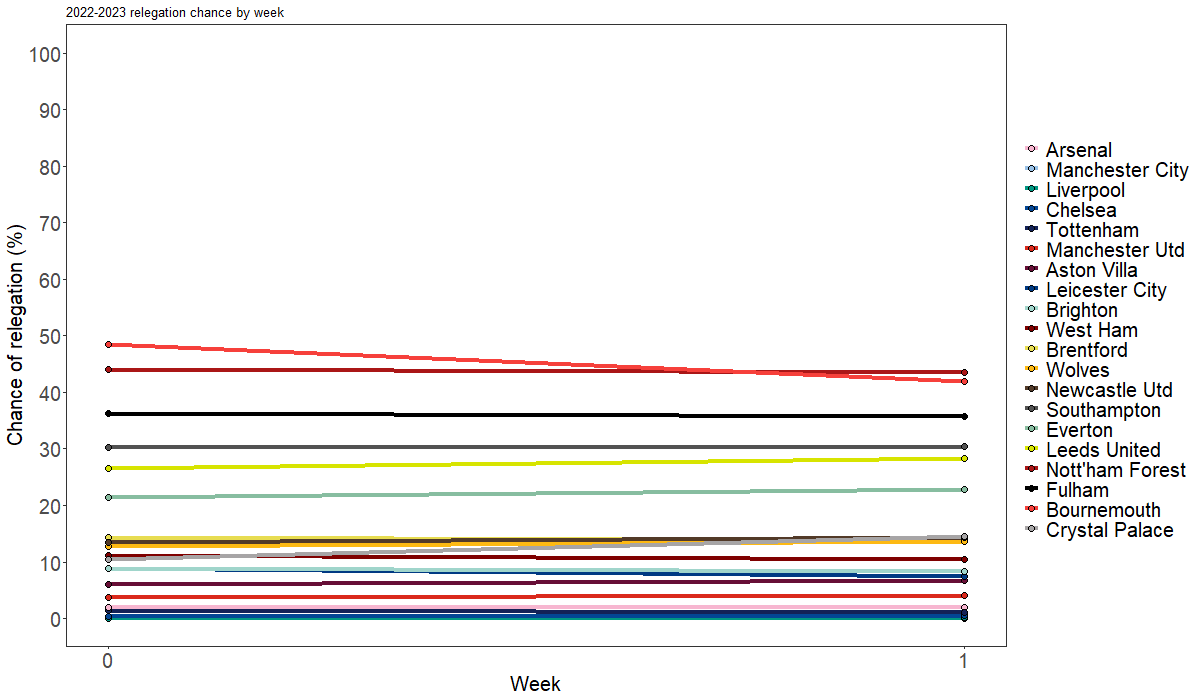 2022-2023 relegation chance by week
100
90
80
70
60
50
40
30
20
10
0
Chance of relegation (%)
0
1
Week
Arsenal
Manchester City
Liverpool
Chelsea
Tottenham
Manchester Utd
Aston Villa
Leicester City
Brighton
West Ham
Brentford
Wolves
Newcastle Utd
Southampton
Everton
Leeds United
Nott'ham Forest
Fulham
Bournemouth
Crystal Palace